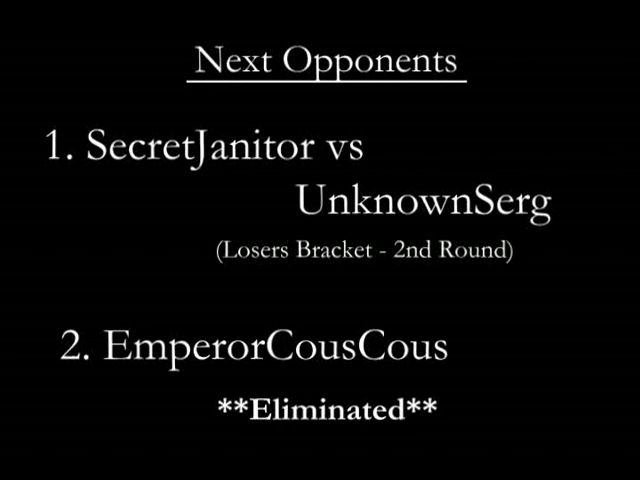 Next Opponents
1. SecretJanitor vs
UnknownSerg
(Losers Bracket - 2nd Round)
2. EmperorCousCous
**Eliminated**